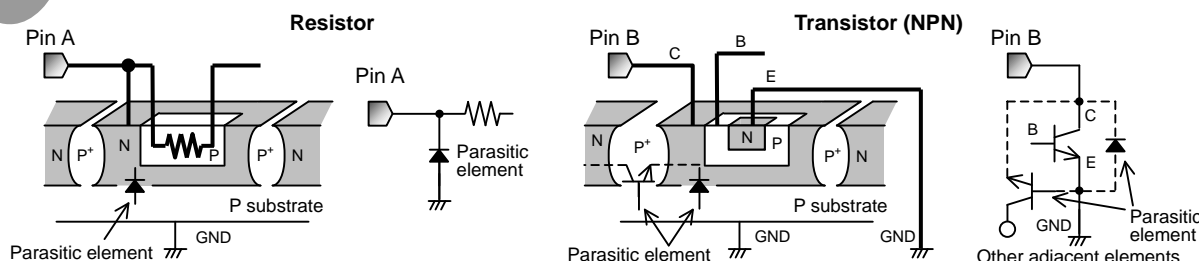 Resistor
Pin A
Pin A
N
P+
N
P
P+
N
Parasitic
element
P substrate
GND
Parasitic element
Transistor (NPN)
Pin B
C
B
E
N
P+
N
P
P+
N
P substrate
GND
GND
Parasitic element
Pin B
C
B
E
GND
Parasitic
element
Other adjacent elements